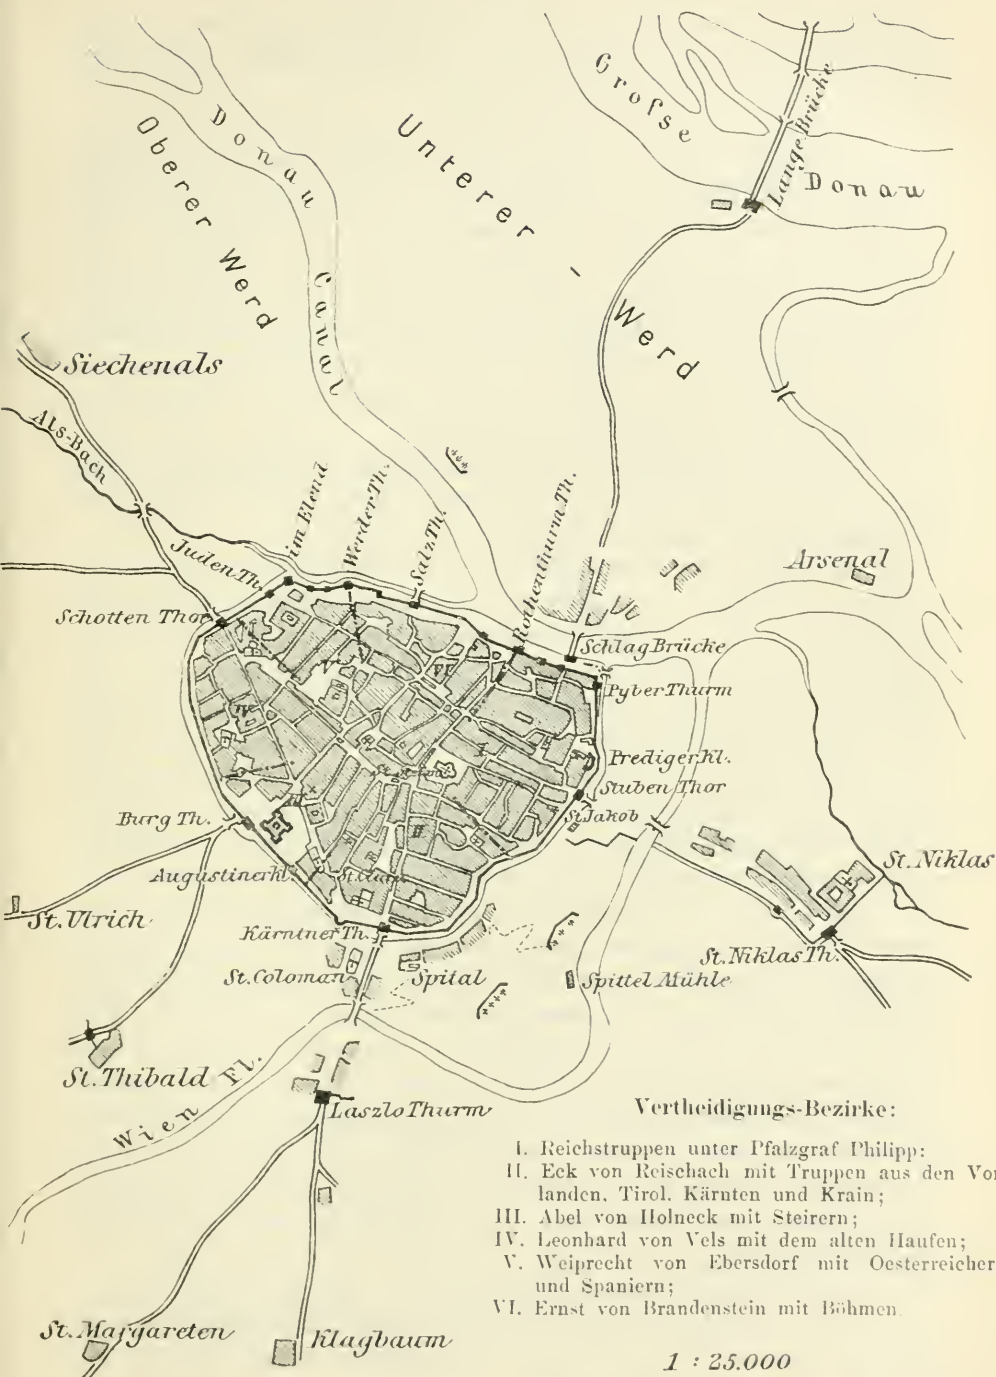 Donau
Canal
Oberer Werd
Unterer - Werd
Grofse
Donau
Lange Brücke
Siechenals
Als-Bach
im Elend
Werder Th.
Salz Th.
Rothenthurm Th.
Juden Th.
Schotten Thor
Arsenal
Schlag Brücke
Pyber Thurm
Prediger Kl.
Stuben Thor
St. Jakob
Burg Th.
Augustinerkl.
St. Ulrich
Kärntner Th.
St. Coloman
Spital
Spittel Mühle
St. Niklas
St. Niklas Th.
St. Thibald
Wien Fl.
Laszlo Thurm
St. Margareten
Klagbaum
I
II
III
IV
V
VI
Vertheidigungs-Bezirke:
I. Reichstruppen unter Pfalzgraf Philipp:
II. Eck von Reischach mit Truppen aus den Vor
landen, Tirol, Kärnten und Krain;
III. Abel von Holneck mit Steirern;
IV. Leonhard von Vels mit dem alten Haufen;
V. Weiprecht von Ebersdorf mit Oesterreicher
und Spaniern;
VI. Ernst von Brandenstein mit Böhmen.
1 : 25.000